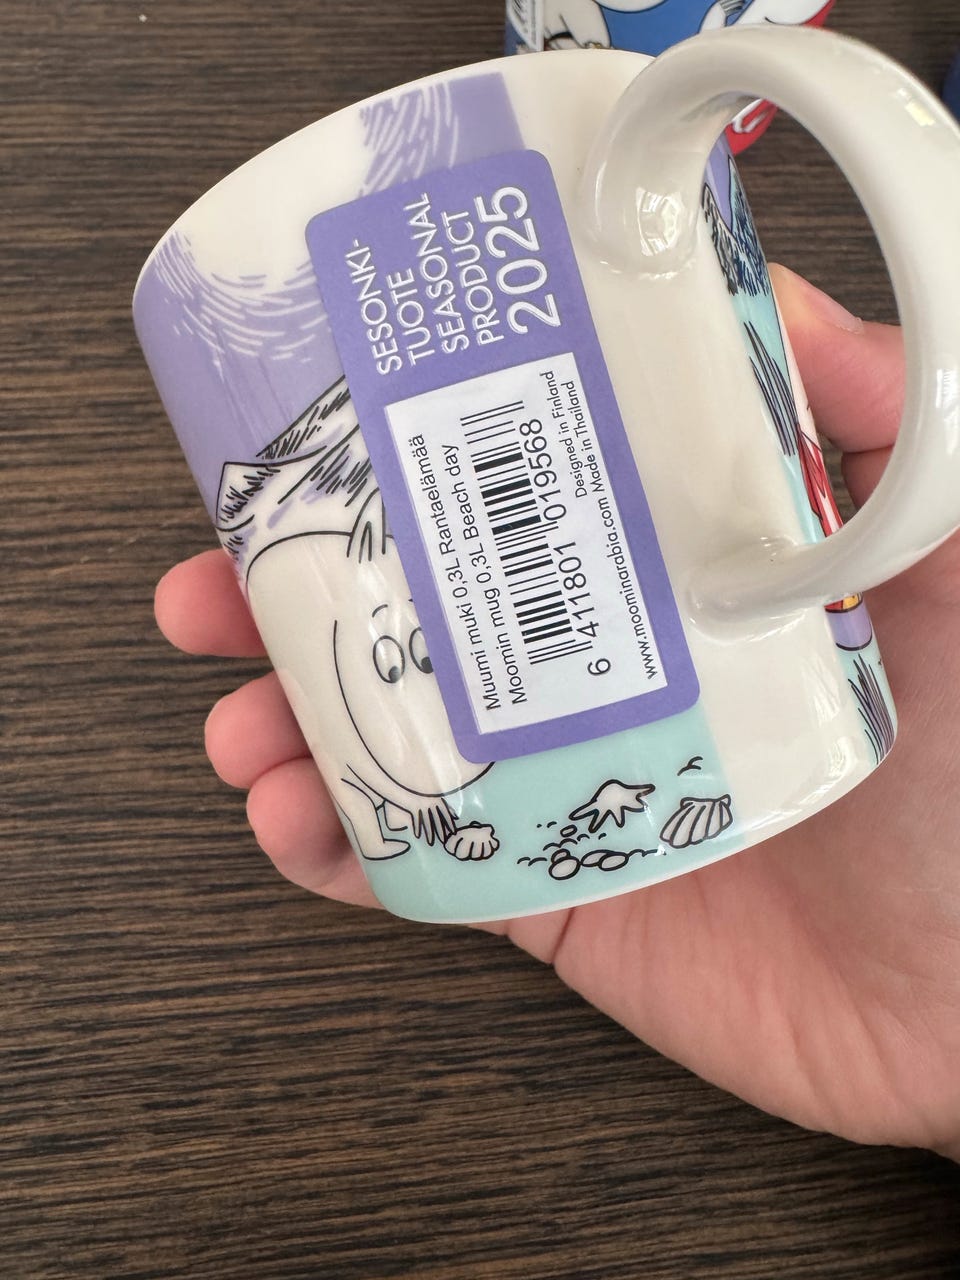 SESONKI-
TUOTE
SEASONAL
PRODUCT
2025
Muumi muki 0,3L Rantaelämää
Moomin mug 0,3L Beach day
6 411801 019568
Designed in Finland
www.moominarabia.com Made in Thailand